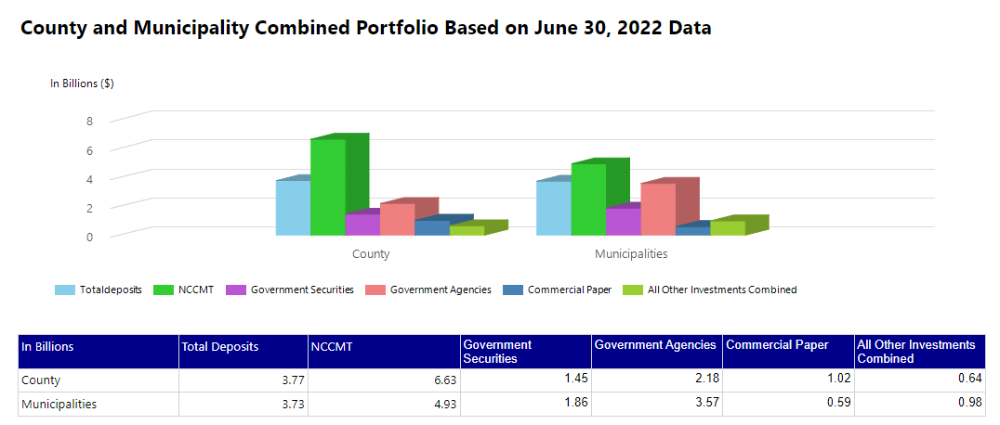 County and Municipality Combined Portfolio Based on June 30, 2022 Data
In Billions ($)
8
6
4
2
0
County Municipalities
Totaldeposits NCCMT Government Securities Government Agencies Commercial Paper All Other Investments Combined
In Billions Total Deposits NCCMT Government Securities Government Agencies Commercial Paper All Other Investments Combined
County 3.77 6.63 1.45 2.18 1.02 0.64
Municipalities 3.73 4.93 1.86 3.57 0.59 0.98